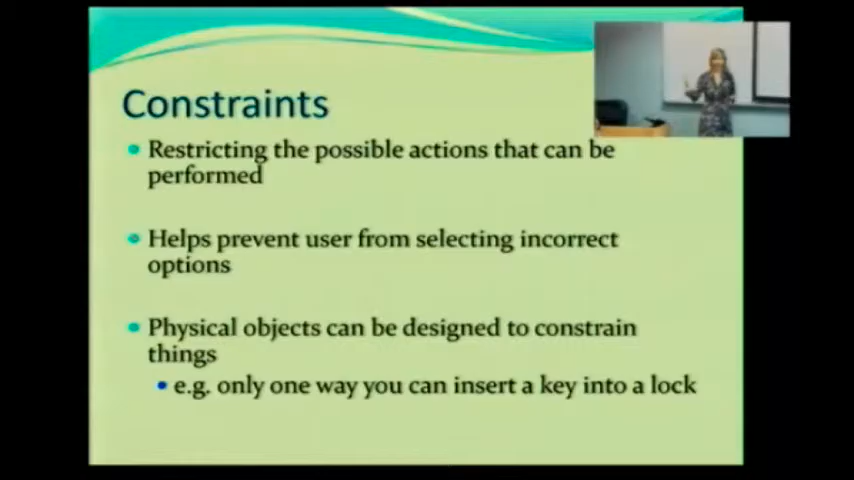 Constraints
Restricting the possible actions that can be
performed
Helps prevent user from selecting incorrect
options
Physical objects can be designed to constrain
things
e.g. only one way you can insert a key into a lock